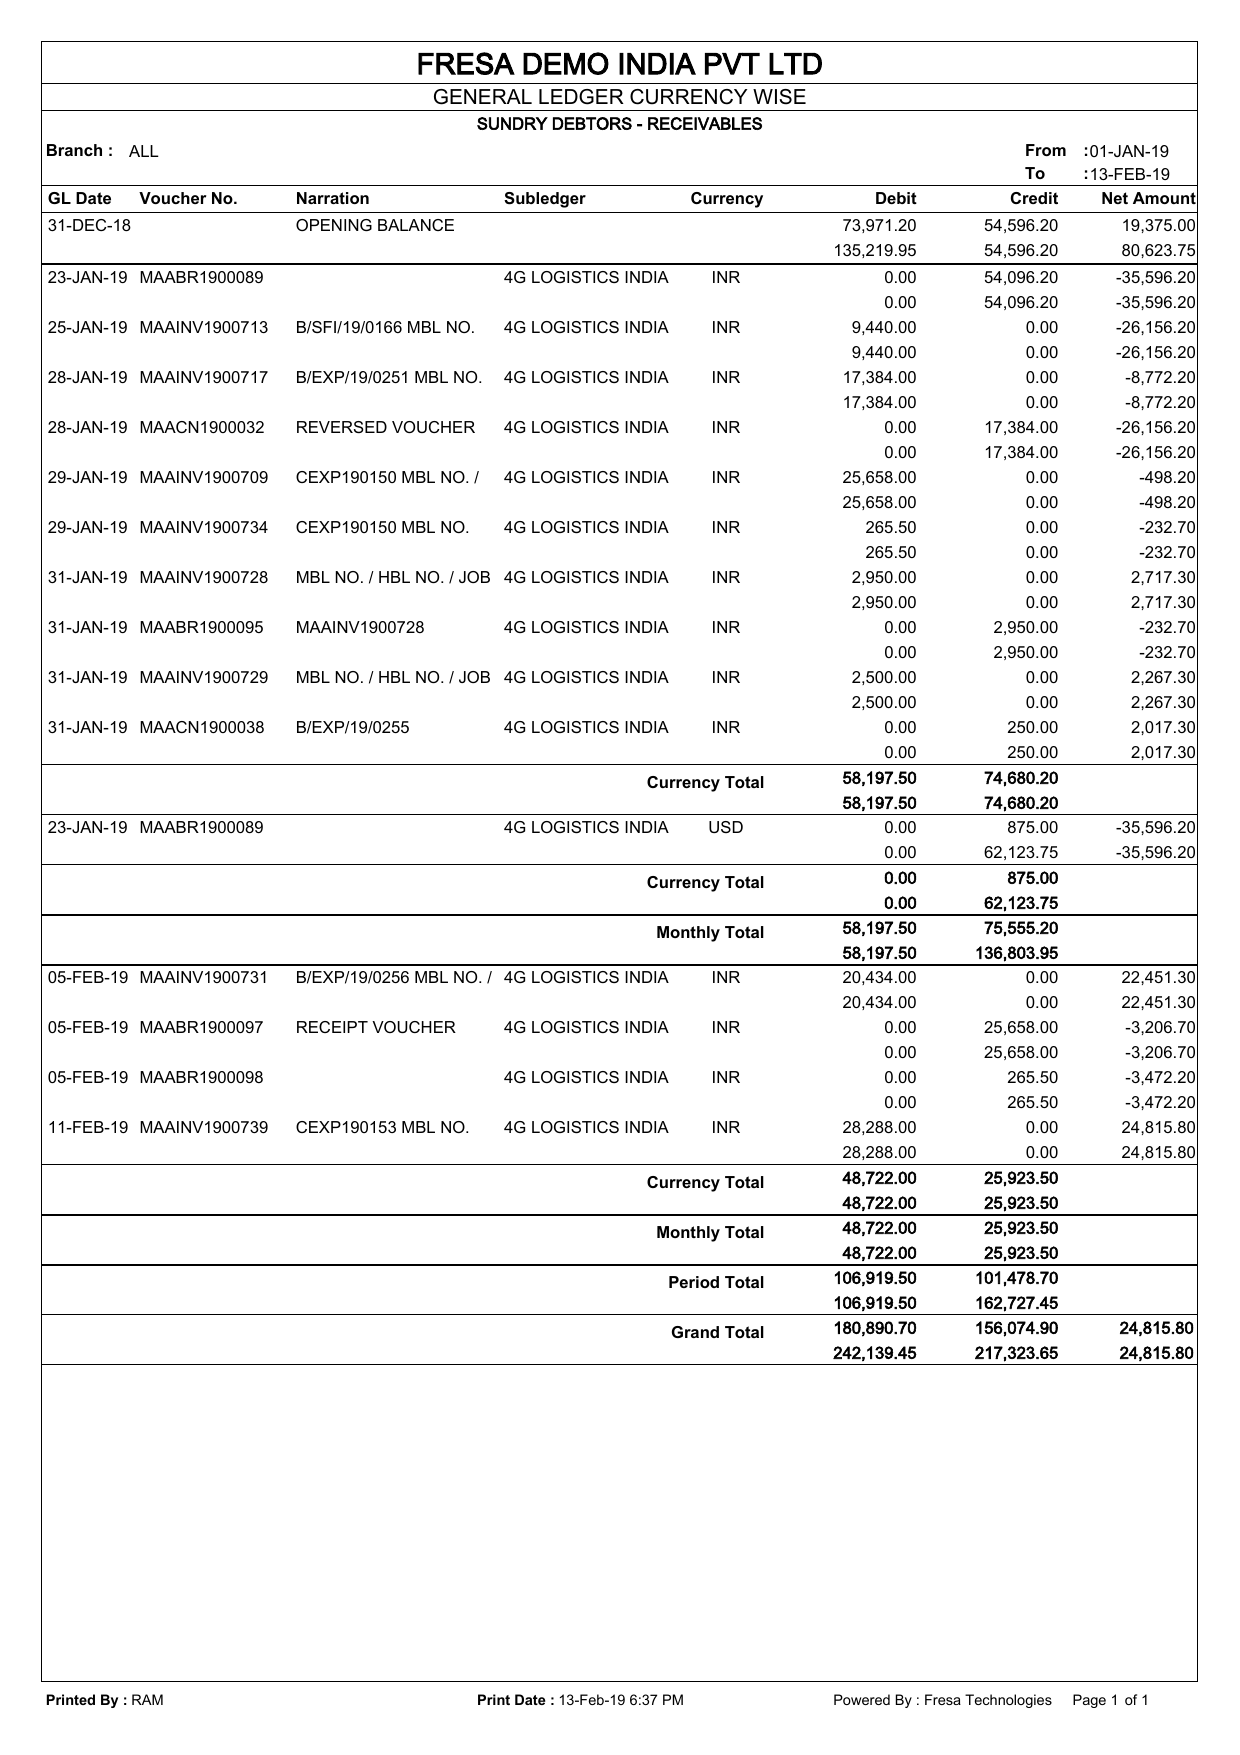 FRESA DEMO INDIA PVT LTD
GENERAL LEDGER CURRENCY WISE
SUNDRY DEBTORS - RECEIVABLES
Branch : ALL From :01-JAN-19
To :13-FEB-19
GL Date Voucher No. Narration Subledger Currency Debit Credit Net Amount
31-DEC-18 OPENING BALANCE 73,971.20 54,596.20 19,375.00
135,219.95 54,596.20 80,623.75
23-JAN-19 MAABR1900089 4G LOGISTICS INDIA INR 0.00 54,096.20 -35,596.20
0.00 54,096.20 -35,596.20
25-JAN-19 MAAINV1900713 B/SFI/19/0166 MBL NO. 4G LOGISTICS INDIA INR 9,440.00 0.00 -26,156.20
9,440.00 0.00 -26,156.20
28-JAN-19 MAAINV1900717 B/EXP/19/0251 MBL NO. 4G LOGISTICS INDIA INR 17,384.00 0.00 -8,772.20
17,384.00 0.00 -8,772.20
28-JAN-19 MAACN1900032 REVERSED VOUCHER 4G LOGISTICS INDIA INR 0.00 17,384.00 -26,156.20
0.00 17,384.00 -26,156.20
29-JAN-19 MAAINV1900709 CEXP190150 MBL NO. / 4G LOGISTICS INDIA INR 25,658.00 0.00 -498.20
25,658.00 0.00 -498.20
29-JAN-19 MAAINV1900734 CEXP190150 MBL NO. 4G LOGISTICS INDIA INR 265.50 0.00 -232.70
265.50 0.00 -232.70
31-JAN-19 MAAINV1900728 MBL NO. / HBL NO. / JOB 4G LOGISTICS INDIA INR 2,950.00 0.00 2,717.30
2,950.00 0.00 2,717.30
31-JAN-19 MAABR1900095 MAAINV1900728 4G LOGISTICS INDIA INR 0.00 2,950.00 -232.70
0.00 2,950.00 -232.70
31-JAN-19 MAAINV1900729 MBL NO. / HBL NO. / JOB 4G LOGISTICS INDIA INR 2,500.00 0.00 2,267.30
2,500.00 0.00 2,267.30
31-JAN-19 MAACN1900038 B/EXP/19/0255 4G LOGISTICS INDIA INR 0.00 250.00 2,017.30
0.00 250.00 2,017.30
Currency Total 58,197.50 74,680.20
58,197.50 74,680.20
23-JAN-19 MAABR1900089 4G LOGISTICS INDIA USD 0.00 875.00 -35,596.20
0.00 62,123.75 -35,596.20
Currency Total 0.00 875.00
0.00 62,123.75
Monthly Total 58,197.50 75,555.20
58,197.50 136,803.95
05-FEB-19 MAAINV1900731 B/EXP/19/0256 MBL NO. / 4G LOGISTICS INDIA INR 20,434.00 0.00 22,451.30
20,434.00 0.00 22,451.30
05-FEB-19 MAABR1900097 RECEIPT VOUCHER 4G LOGISTICS INDIA INR 0.00 25,658.00 -3,206.70
0.00 25,658.00 -3,206.70
05-FEB-19 MAABR1900098 4G LOGISTICS INDIA INR 0.00 265.50 -3,472.20
0.00 265.50 -3,472.20
11-FEB-19 MAAINV1900739 CEXP190153 MBL NO. 4G LOGISTICS INDIA INR 28,288.00 0.00 24,815.80
28,288.00 0.00 24,815.80
Currency Total 48,722.00 25,923.50
48,722.00 25,923.50
Monthly Total 48,722.00 25,923.50
48,722.00 25,923.50
Period Total 106,919.50 101,478.70
106,919.50 162,727.45
Grand Total 180,890.70 156,074.90 24,815.80
242,139.45 217,323.65 24,815.80
Printed By : RAM Print Date : 13-Feb-19 6:37 PM Powered By : Fresa Technologies Page 1 of 1